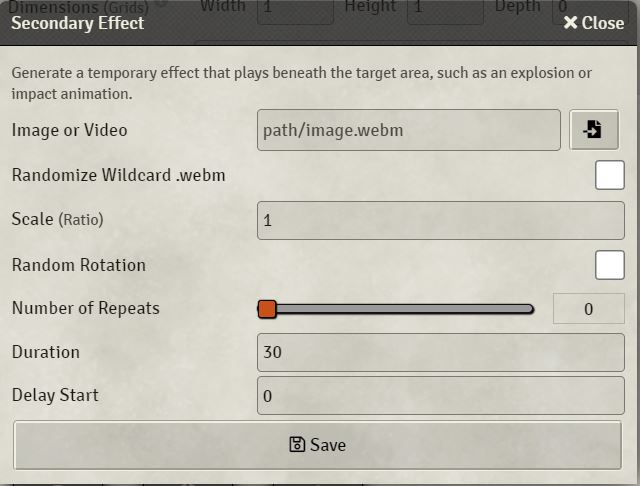 Dimensions (Grids) Width 1 Height 1 Depth 0
Secondary Effect
Close
Generate a temporary effect that plays beneath the target area, such as an explosion or
impact animation.
Image or Video path/image.webm
Randomize Wildcard .webm
Scale (Ratio) 1
Random Rotation
Number of Repeats 0
Duration 30
Delay Start 0
Save